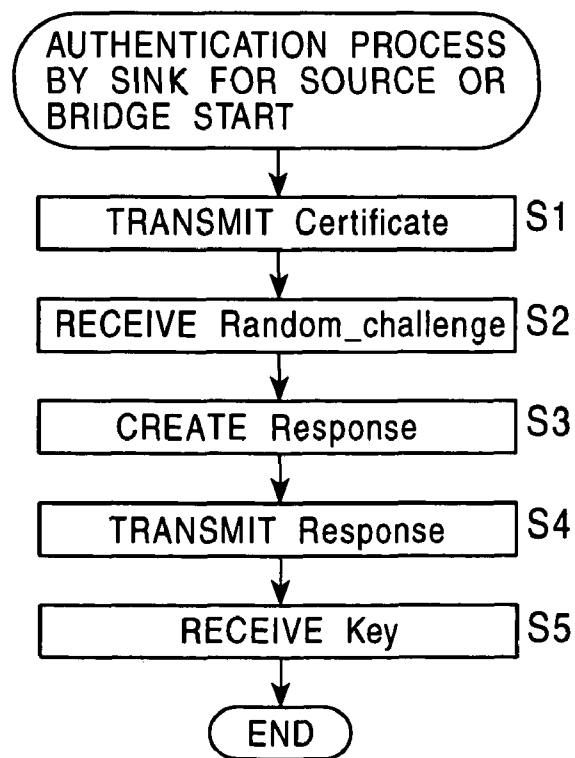 AUTHENTICATION PROCESS
BY SINK FOR SOURCE OR
BRIDGE START
TRANSMIT Certificate S1
RECEIVE Random_challenge S2
CREATE Response S3
TRANSMIT Response S4
RECEIVE Key S5
END